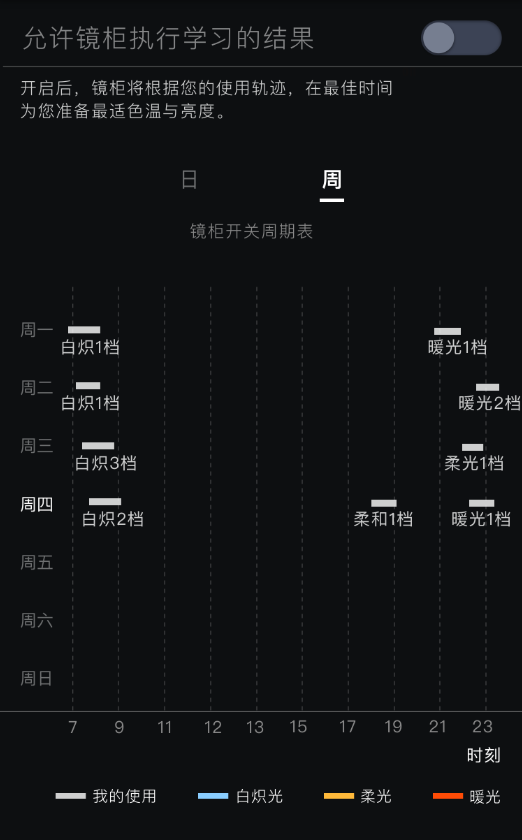 允许镜柜执行学习的结果
开启后，镜柜将根据您的使用轨迹，在最佳时间
为您准备最适色温与亮度。
日 周
镜柜开关周期表
周一
白炽1档 暖光1档
周二
白炽1档 暖光2档
周三
白炽3档 柔光1档
周四
白炽2档 柔和1档 暖光1档
周五
周六
周日
7 9 11 12 13 15 17 19 21 23
时刻
我的使用 白炽光 柔光 暖光